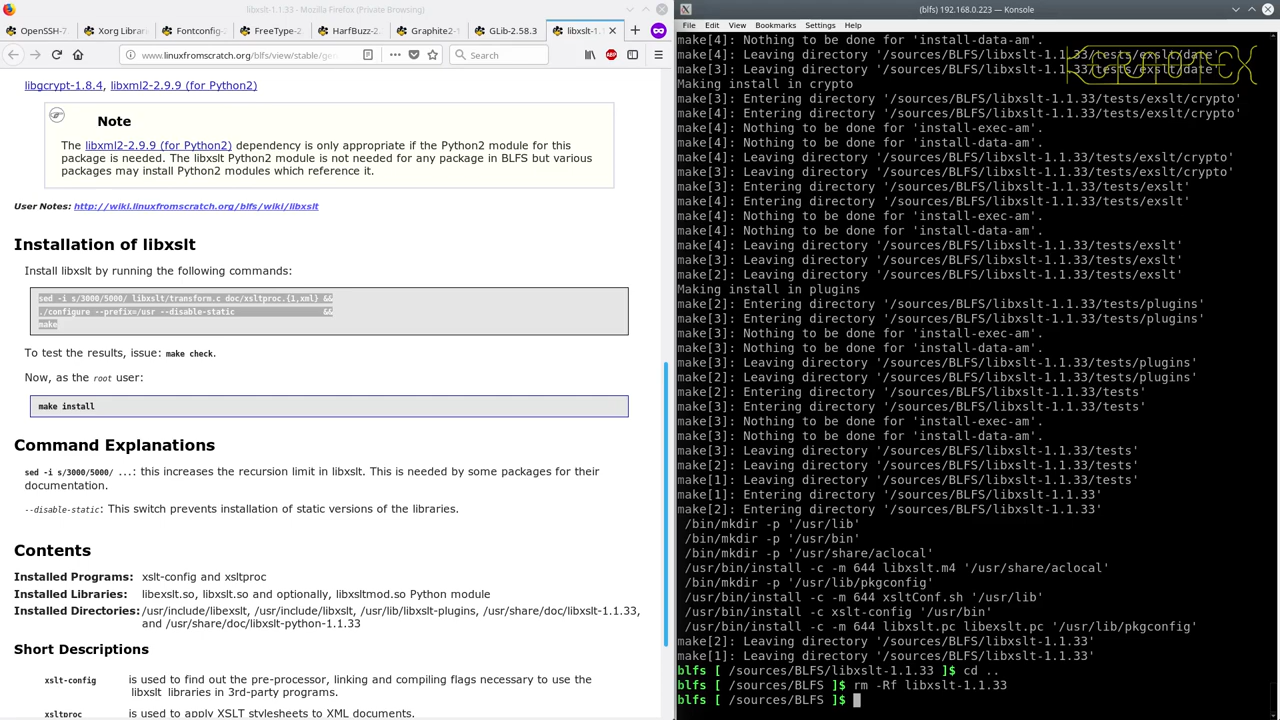 libxslt-1.1.33 - Mozilla Firefox (Private Browsing)
OpenSSH-7
Xorg Librar
Fontconfig-
FreeType-2
HarfBuzz-2
Graphite2-1
GLib-2.58.3
libxslt-1.1
www.linuxfromscratch.org/blfs/view/stable/gen
Search
libgcrypt-1.8.4, libxml2-2.9.9 (for Python2)
Note
The libxml2-2.9.9 (for Python2) dependency is only appropriate if the Python2 module for this
package is needed. The libxslt Python2 module is not needed for any package in BLFS but various
packages may install Python2 modules which reference it.
User Notes: http://wiki.linuxfromscratch.org/blfs/wiki/libxslt
Installation of libxslt
Install libxslt by running the following commands:
sed -i s/3000/5000/ libxslt/transform.c doc/xsltproc.{1,xml} &&
./configure --prefix=/usr --disable-static &&
make
To test the results, issue: make check.
Now, as the root user:
make install
Command Explanations
sed -i s/3000/5000/ ...: this increases the recursion limit in libxslt. This is needed by some packages for their
documentation.
--disable-static: This switch prevents installation of static versions of the libraries.
Contents
Installed Programs: xslt-config and xsltproc
Installed Libraries: libexslt.so, libxslt.so and optionally, libxsltmod.so Python module
Installed Directories: /usr/include/libexslt, /usr/include/libxslt, /usr/lib/libxslt-plugins, /usr/share/doc/libxslt-1.1.33,
and /usr/share/doc/libxslt-python-1.1.33
Short Descriptions
xslt-config is used to find out the pre-processor, linking and compiling flags necessary to use the
libxslt libraries in 3rd-party programs.
xsltproc is used to apply XSLT stylesheets to XML documents.
(blfs) 192.168.0.223 — Konsole
File Edit View Bookmarks Settings Help
make[4]: Nothing to be done for 'install-data-am'.
make[4]: Leaving directory '/sources/BLFS/libxslt-1.1.33/tests/exslt/date'
make[3]: Leaving directory '/sources/BLFS/libxslt-1.1.33/tests/exslt/date'
Making install in crypto
make[3]: Entering directory '/sources/BLFS/libxslt-1.1.33/tests/exslt/crypto'
make[4]: Entering directory '/sources/BLFS/libxslt-1.1.33/tests/exslt/crypto'
make[4]: Nothing to be done for 'install-exec-am'.
make[4]: Nothing to be done for 'install-data-am'.
make[4]: Leaving directory '/sources/BLFS/libxslt-1.1.33/tests/exslt/crypto'
make[3]: Leaving directory '/sources/BLFS/libxslt-1.1.33/tests/exslt/crypto'
make[3]: Entering directory '/sources/BLFS/libxslt-1.1.33/tests/exslt'
make[4]: Entering directory '/sources/BLFS/libxslt-1.1.33/tests/exslt'
make[4]: Nothing to be done for 'install-exec-am'.
make[4]: Nothing to be done for 'install-data-am'.
make[4]: Leaving directory '/sources/BLFS/libxslt-1.1.33/tests/exslt'
make[3]: Leaving directory '/sources/BLFS/libxslt-1.1.33/tests/exslt'
make[2]: Leaving directory '/sources/BLFS/libxslt-1.1.33/tests/exslt'
Making install in plugins
make[2]: Entering directory '/sources/BLFS/libxslt-1.1.33/tests/plugins'
make[3]: Entering directory '/sources/BLFS/libxslt-1.1.33/tests/plugins'
make[3]: Nothing to be done for 'install-exec-am'.
make[3]: Nothing to be done for 'install-data-am'.
make[3]: Leaving directory '/sources/BLFS/libxslt-1.1.33/tests/plugins'
make[2]: Leaving directory '/sources/BLFS/libxslt-1.1.33/tests/plugins'
make[2]: Entering directory '/sources/BLFS/libxslt-1.1.33/tests'
make[3]: Entering directory '/sources/BLFS/libxslt-1.1.33/tests'
make[3]: Nothing to be done for 'install-exec-am'.
make[3]: Nothing to be done for 'install-data-am'.
make[3]: Leaving directory '/sources/BLFS/libxslt-1.1.33/tests'
make[2]: Leaving directory '/sources/BLFS/libxslt-1.1.33/tests'
make[1]: Leaving directory '/sources/BLFS/libxslt-1.1.33/tests'
make[1]: Entering directory '/sources/BLFS/libxslt-1.1.33'
make[2]: Entering directory '/sources/BLFS/libxslt-1.1.33'
/bin/mkdir -p '/usr/lib'
/bin/mkdir -p '/usr/bin'
/bin/mkdir -p '/usr/share/aclocal'
/usr/bin/install -c -m 644 libxslt.m4 '/usr/share/aclocal'
/bin/mkdir -p '/usr/lib/pkgconfig'
/usr/bin/install -c -m 644 xsltConf.sh '/usr/lib'
/usr/bin/install -c xslt-config '/usr/bin'
/usr/bin/install -c -m 644 libxslt.pc libexslt.pc '/usr/lib/pkgconfig'
make[2]: Leaving directory '/sources/BLFS/libxslt-1.1.33'
make[1]: Leaving directory '/sources/BLFS/libxslt-1.1.33'
blfs [ /sources/BLFS/libxslt-1.1.33 ]$ cd ..
blfs [ /sources/BLFS ]$ rm -Rf libxslt-1.1.33
blfs [ /sources/BLFS ]$